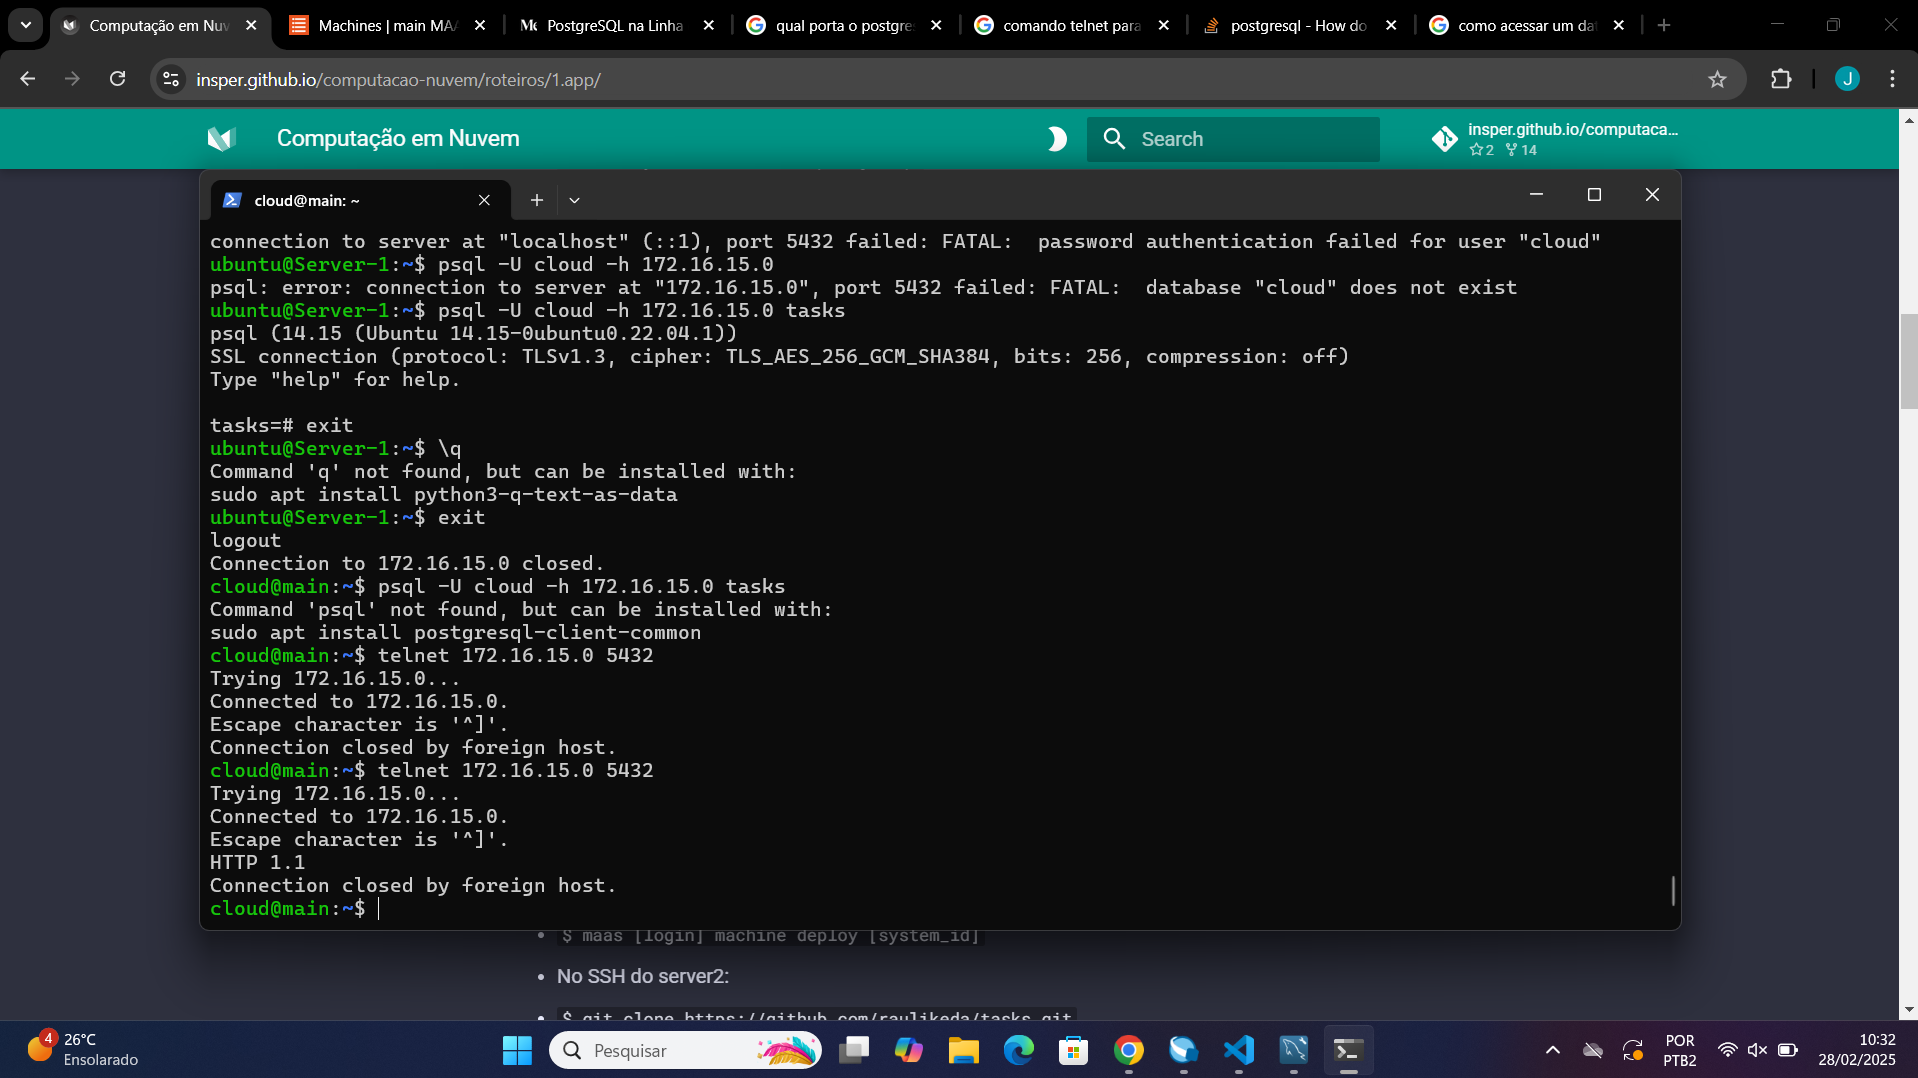 Computação em Nuv
Machines | main MAA
PostgreSQL na Linha
qual porta o postgre
comando telnet para
postgresql - How do
como acessar um dat
insper.github.io/computacao-nuvem/roteiros/1.app/
J
Computação em Nuvem
Search
insper.github.io/computaca...
2 14
cloud@main: ~
connection to server at "localhost" (::1), port 5432 failed: FATAL:  password authentication failed for user "cloud"
ubuntu@Server-1:~$ psql -U cloud -h 172.16.15.0
psql: error: connection to server at "172.16.15.0", port 5432 failed: FATAL:  database "cloud" does not exist
ubuntu@Server-1:~$ psql -U cloud -h 172.16.15.0 tasks
psql (14.15 (Ubuntu 14.15-0ubuntu0.22.04.1))
SSL connection (protocol: TLSv1.3, cipher: TLS_AES_256_GCM_SHA384, bits: 256, compression: off)
Type "help" for help.
tasks=# exit
ubuntu@Server-1:~$ \q
Command 'q' not found, but can be installed with:
sudo apt install python3-q-text-as-data
ubuntu@Server-1:~$ exit
logout
Connection to 172.16.15.0 closed.
cloud@main:~$ psql -U cloud -h 172.16.15.0 tasks
Command 'psql' not found, but can be installed with:
sudo apt install postgresql-client-common
cloud@main:~$ telnet 172.16.15.0 5432
Trying 172.16.15.0...
Connected to 172.16.15.0.
Escape character is '^]'.
Connection closed by foreign host.
cloud@main:~$ telnet 172.16.15.0 5432
Trying 172.16.15.0...
Connected to 172.16.15.0.
Escape character is '^]'.
HTTP 1.1
Connection closed by foreign host.
cloud@main:~$
$ maas [login] machine deploy [system_id]
No SSH do server2:
$ git clone https://github.com/raulikeda/tasks.git
4
26°C
Ensolarado
Pesquisar
POR
PTB2
10:32
28/02/2025